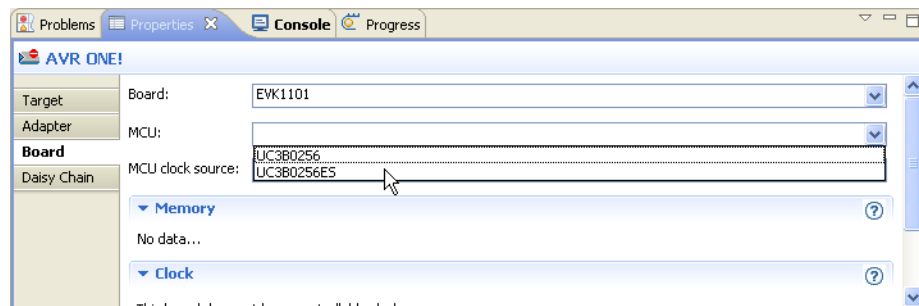 Problems Properties Console Progress
AVR ONE!
Target
Adapter
Board
Daisy Chain
Board: EVK1101
MCU:
UC3B0256
MCU clock source: UC3B0256ES
Memory
No data...
Clock